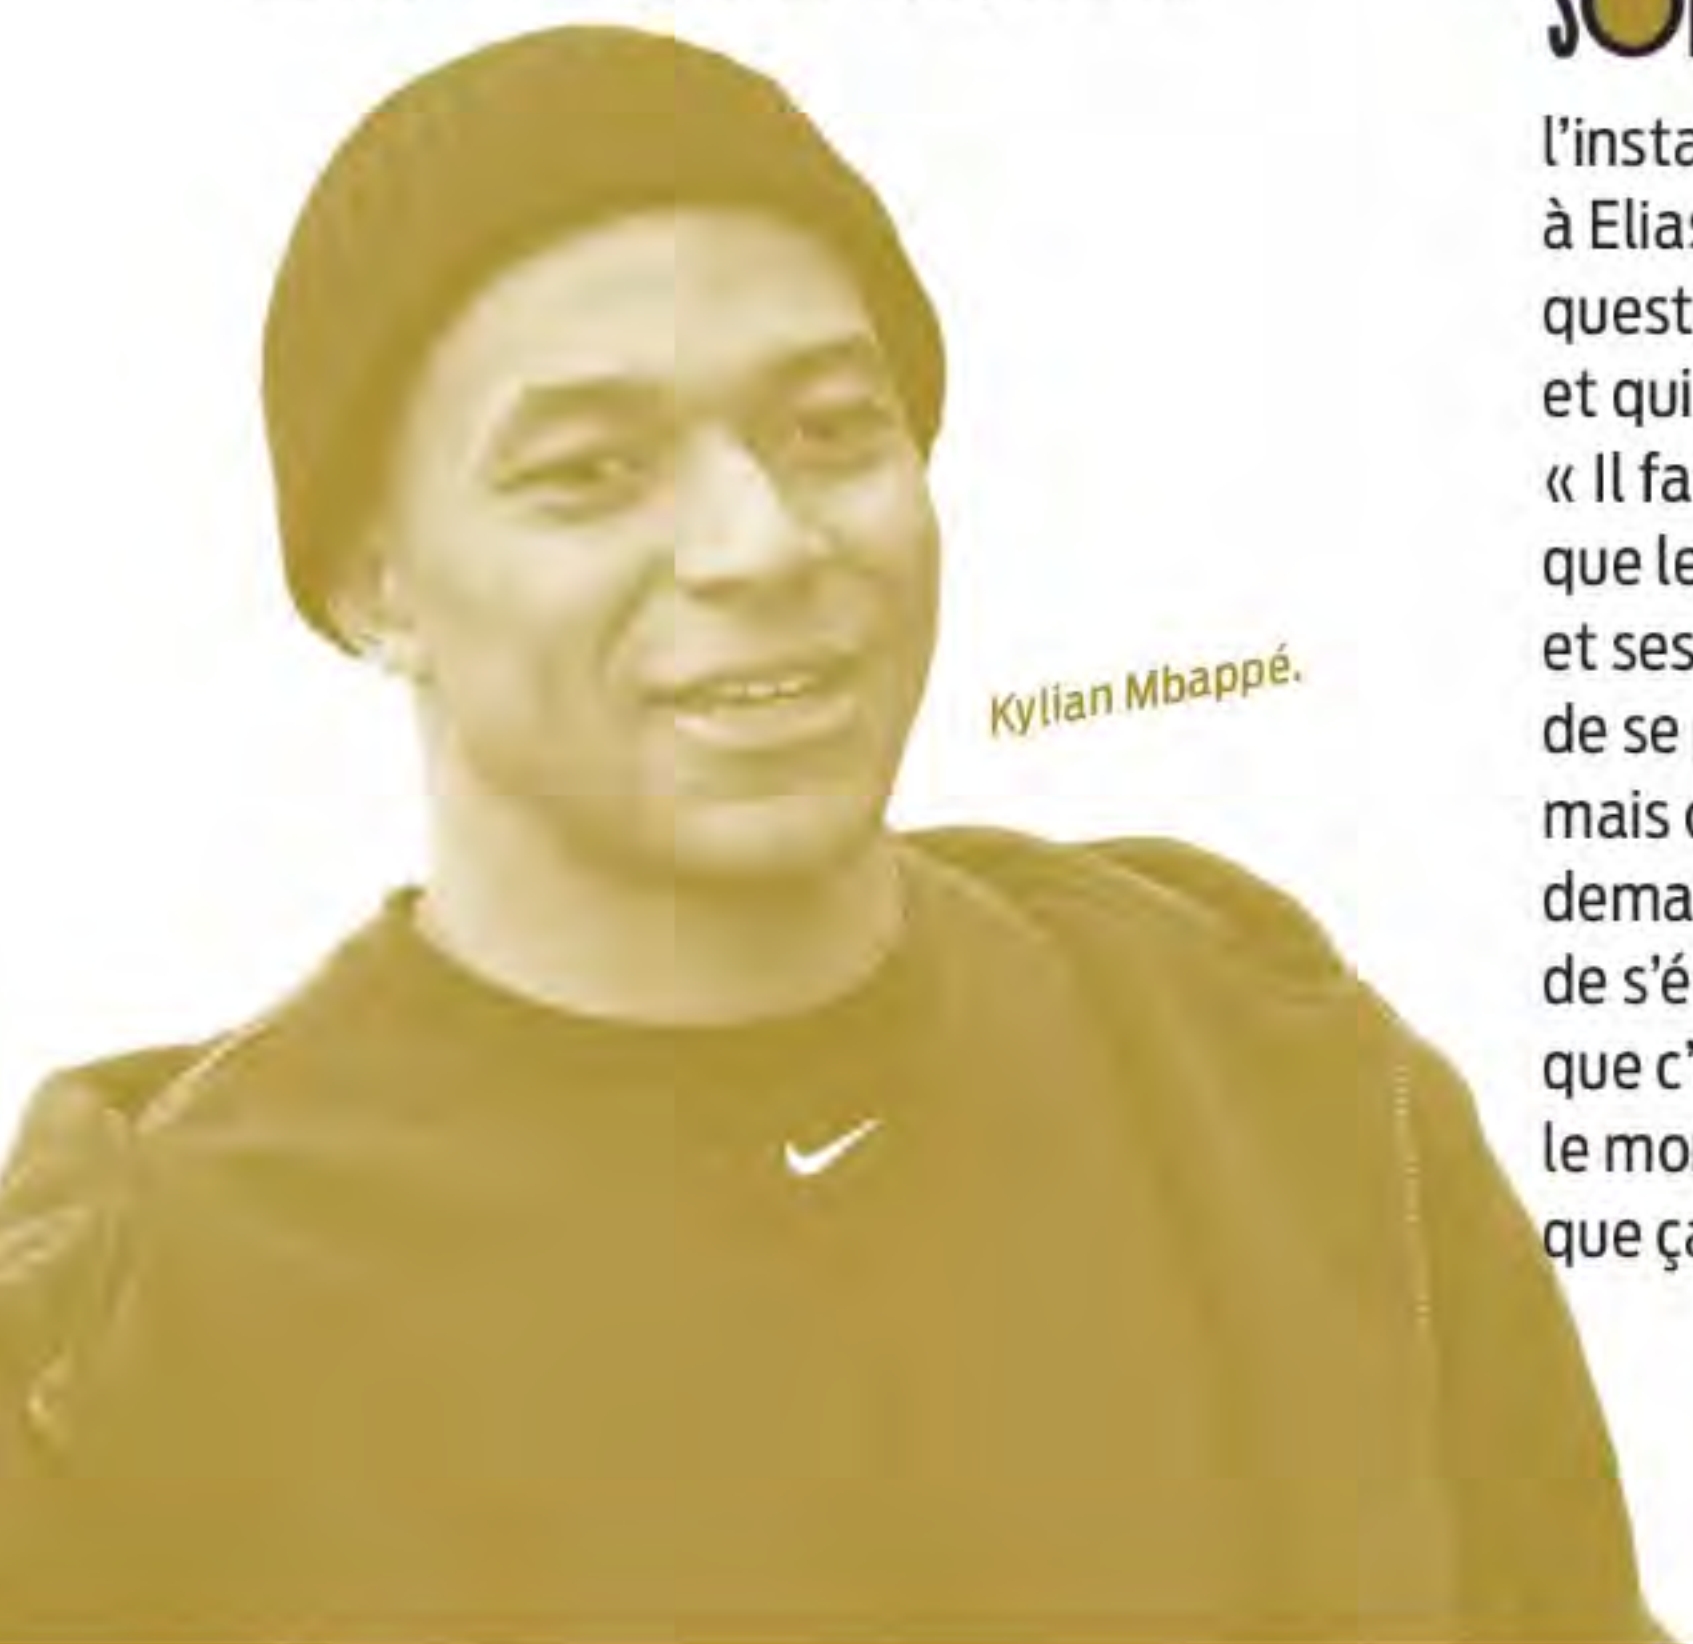 Kylian Mbappé.
l'insta
à Elias
quest
et qui
« Il fa
que le
et ses
de se
mais
dema
de s'é
que c'
le mo
que ça